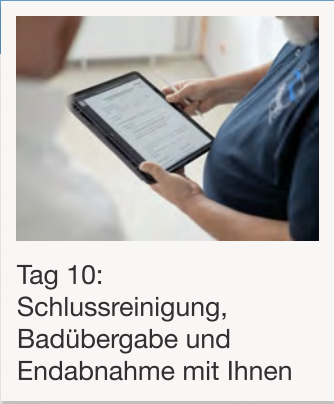 Tag 10:
Schlussreinigung,
Badübergabe und
Endabnahme mit Ihnen